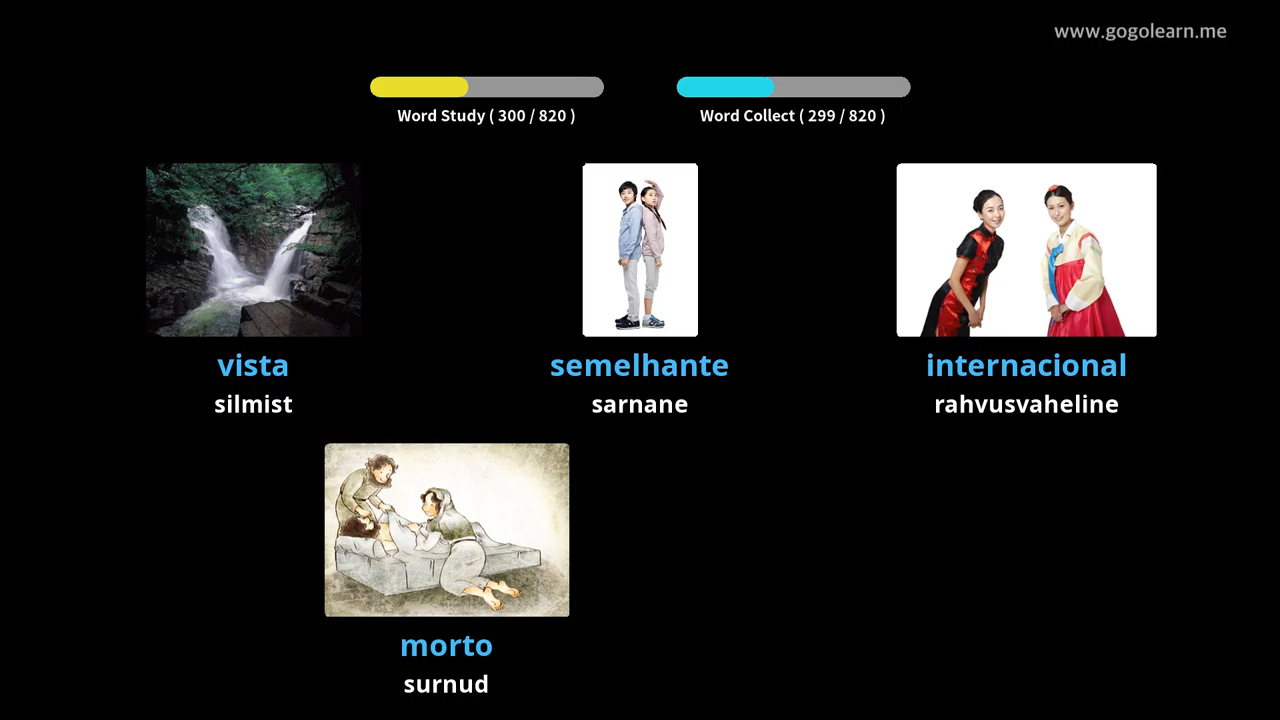 www.gogolearn.me
Word Study ( 300 / 820 )
Word Collect ( 299 / 820 )
vista
silmist
semelhante
sarnane
internacional
rahvusvaheline
morto
surnud